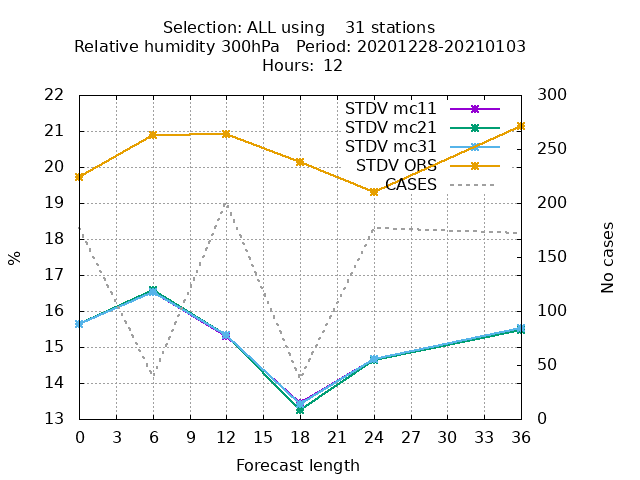 Selection: ALL using    31 stations
Relative humidity 300hPa   Period: 20201228-20210103
Hours: 12
22 300
STDV mc11
21 STDV mc21 250
STDV mc31
20 STDV OBS
CASES
19 200
18
17 150
16 100
15
14 50
13 0
% No cases
0 3 6 9 12 15 18 21 24 27 30 33 36
Forecast length